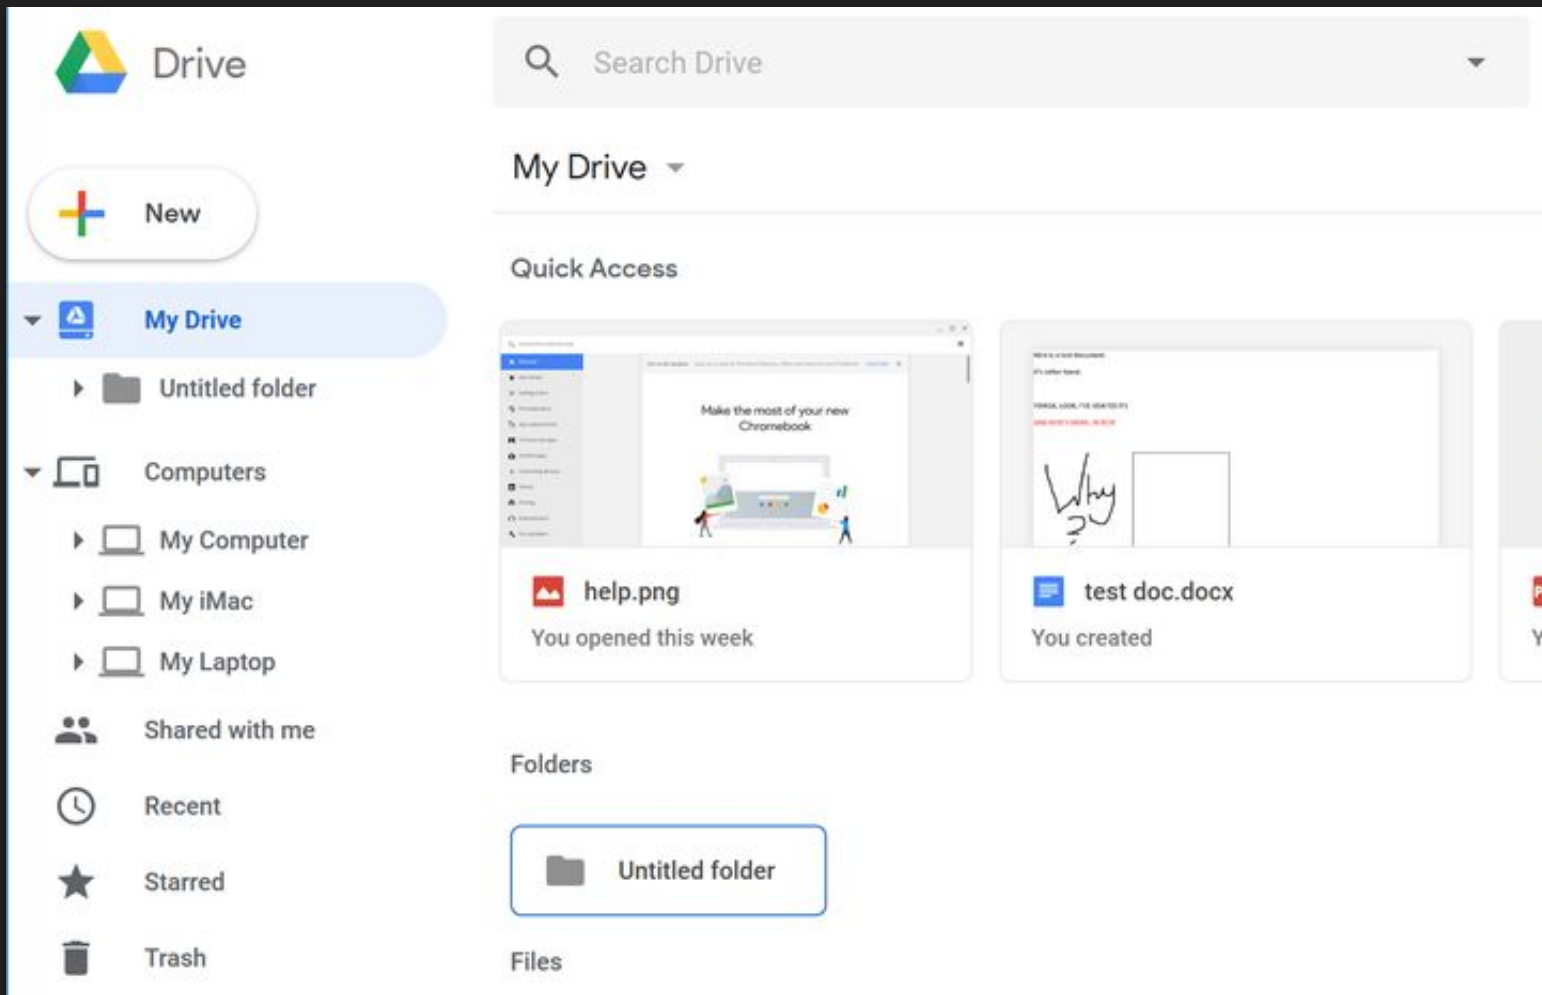 Drive
Search Drive
New
My Drive
Untitled folder
Computers
My Computer
My iMac
My Laptop
Shared with me
Recent
Starred
Trash
My Drive
Quick Access
Make the most of your new
Chromebook
help.png
You opened this week
Why
?
test doc.docx
You created
Folders
Untitled folder
Files